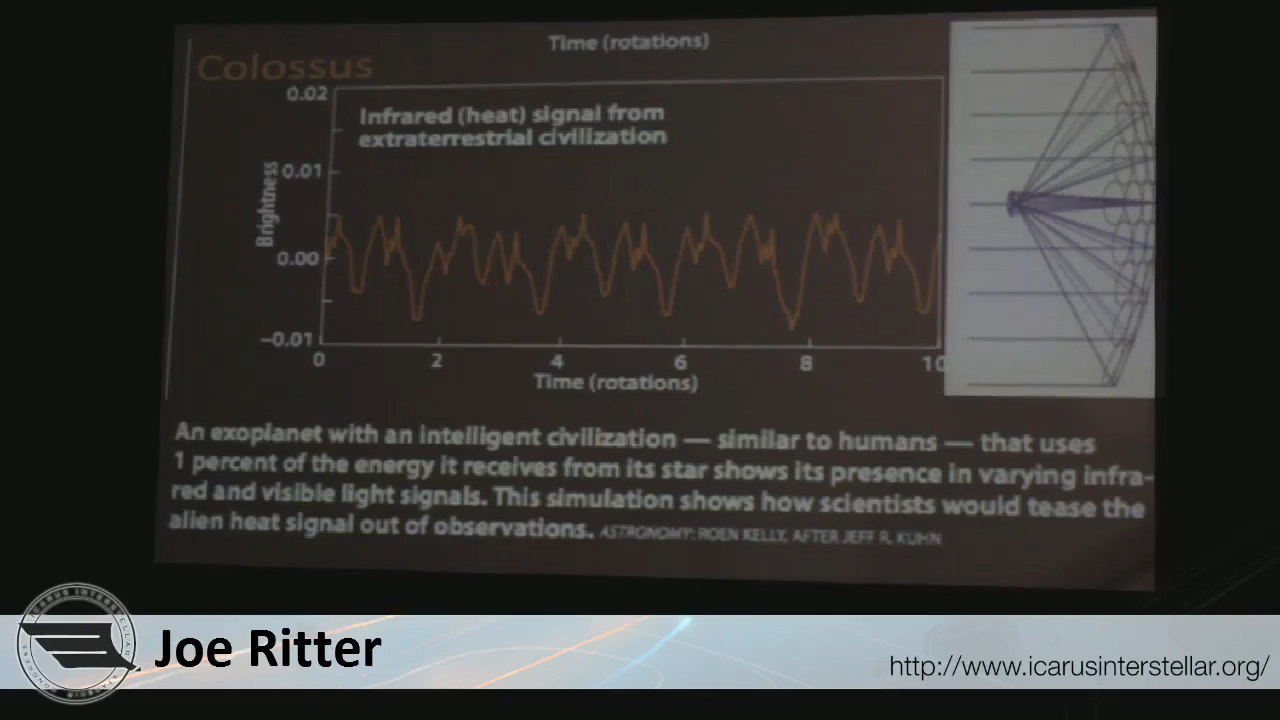 Time (rotations)
Colossus
0.02
Infrared (heat) signal from
extraterrestrial civilization
0.01
Brightness
0.00
−0.01
0 2 4 6 8 10
Time (rotations)
An exoplanet with an intelligent civilization — similar to humans — that uses
1 percent of the energy it receives from its star shows its presence in varying infra-
red and visible light signals. This simulation shows how scientists would tease the
alien heat signal out of observations. ASTRONOMY: ROEN KELLY, AFTER JEFF R. KUHN
ICARUS INTERSTELLAR
STARSHIP CONGRESS
Joe Ritter
http://www.icarusinterstellar.org/